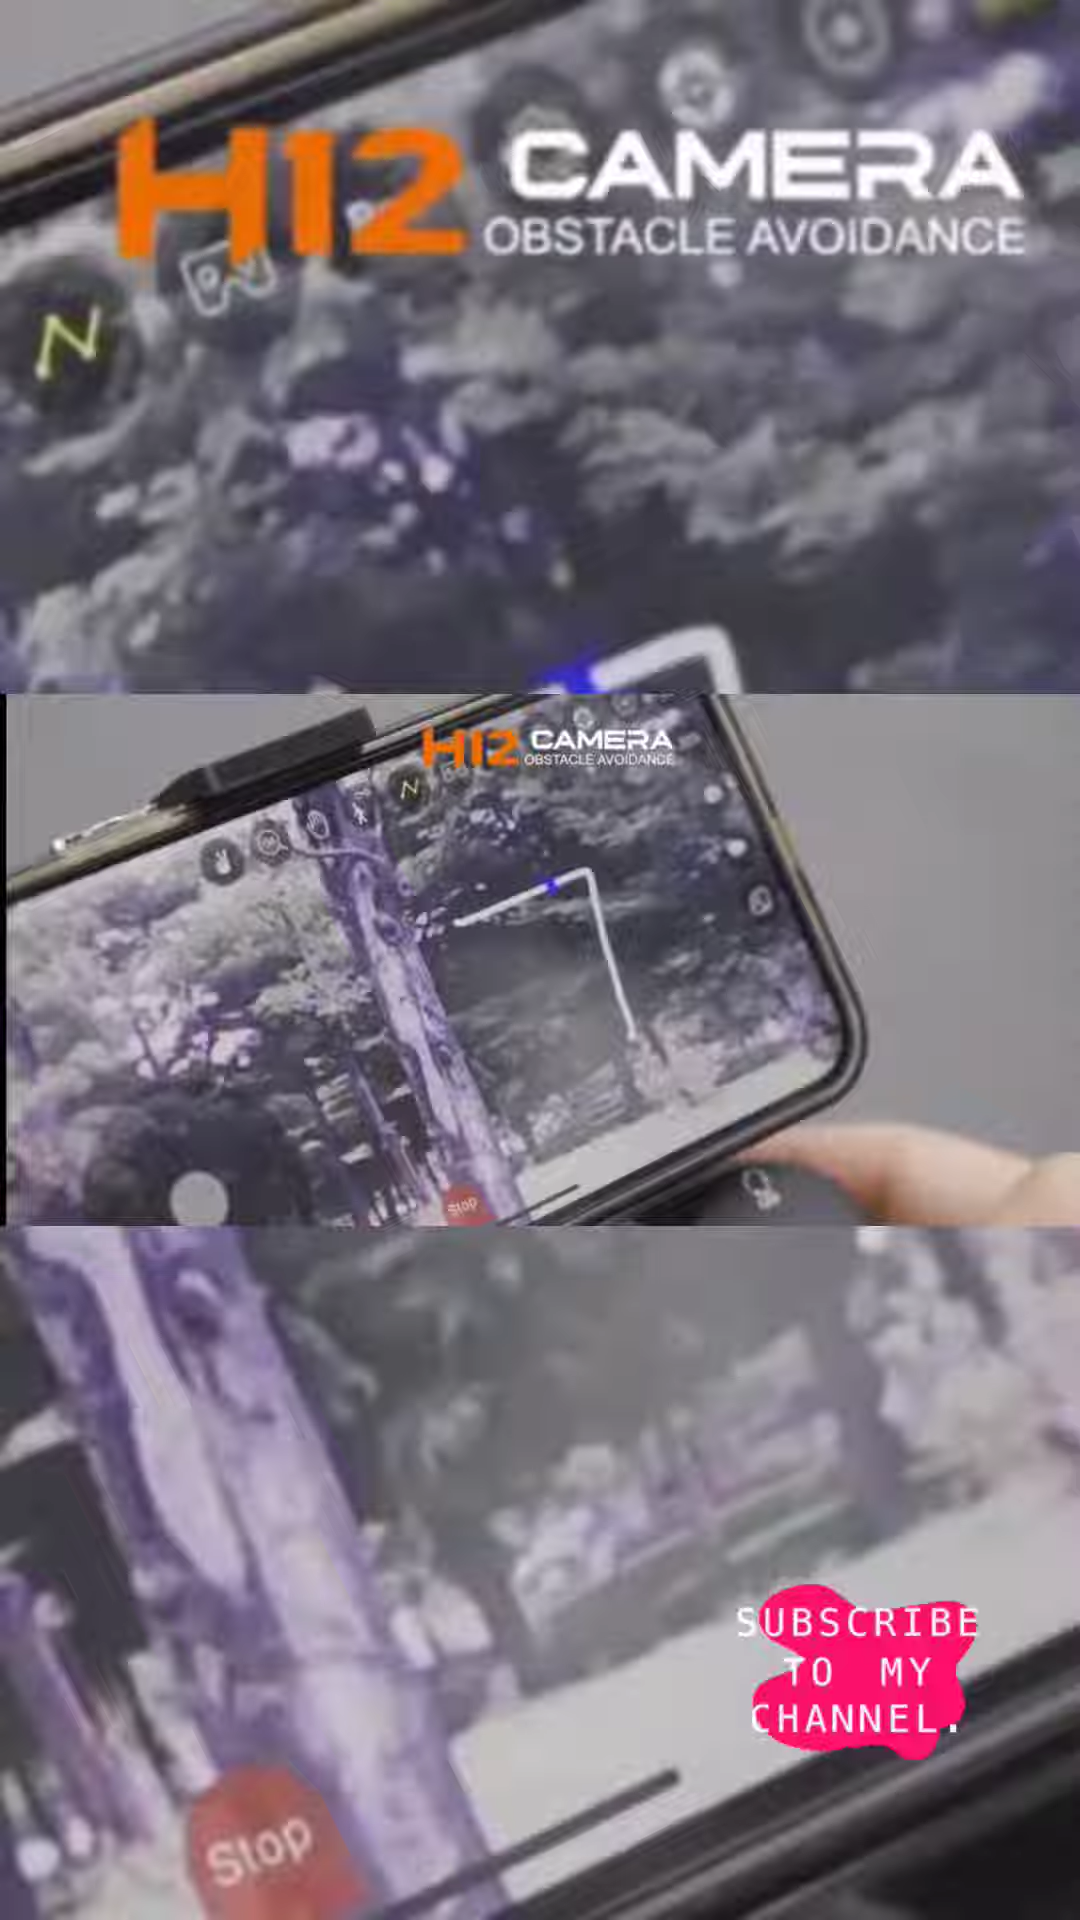 H12 CAMERA
OBSTACLE AVOIDANCE
H12 CAMERA
OBSTACLE AVOIDANCE
Stop
SUBSCRIBE
TO MY
CHANNEL.
Stop